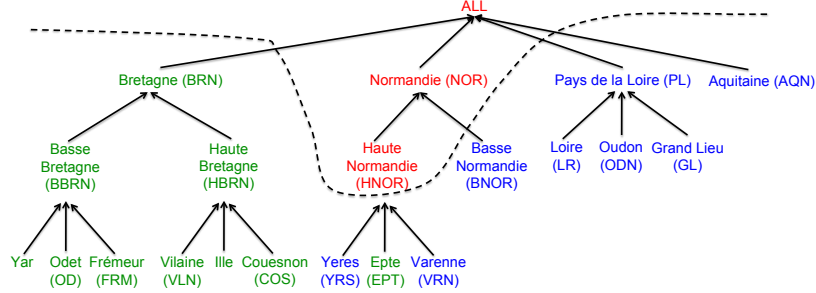 ALL
Bretagne (BRN)
Normandie (NOR)
Pays de la Loire (PL)
Aquitaine (AQN)
Basse
Bretagne
(BBRN)
Haute
Bretagne
(HBRN)
Haute
Normandie
(HNOR)
Basse
Normandie
(BNOR)
Loire
(LR)
Oudon
(ODN)
Grand Lieu
(GL)
Yar
Odet
(OD)
Frémeur
(FRM)
Vilaine
(VLN)
Ille
Couesnon
(COS)
Yeres
(YRS)
Epte
(EPT)
Varenne
(VRN)